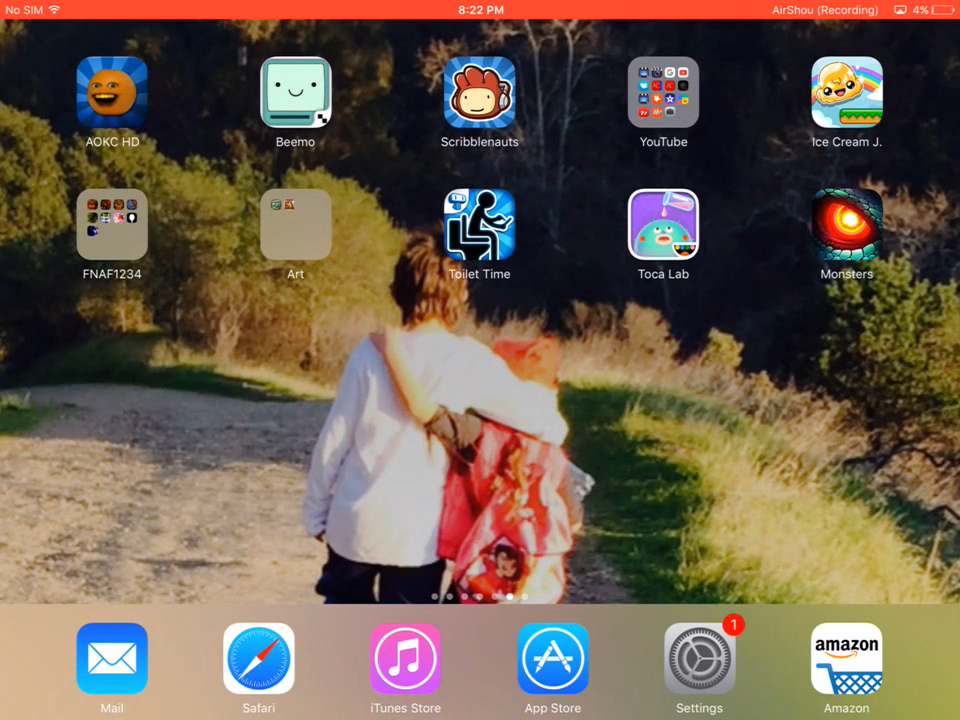 No SIM 8:22 PM AirShou (Recording) 4%
AOKC HD Beemo Scribblenauts YouTube Ice Cream J.
FNAF1234 Art Toilet Time Toca Lab Monsters
1
amazon
Mail Safari iTunes Store App Store Settings Amazon